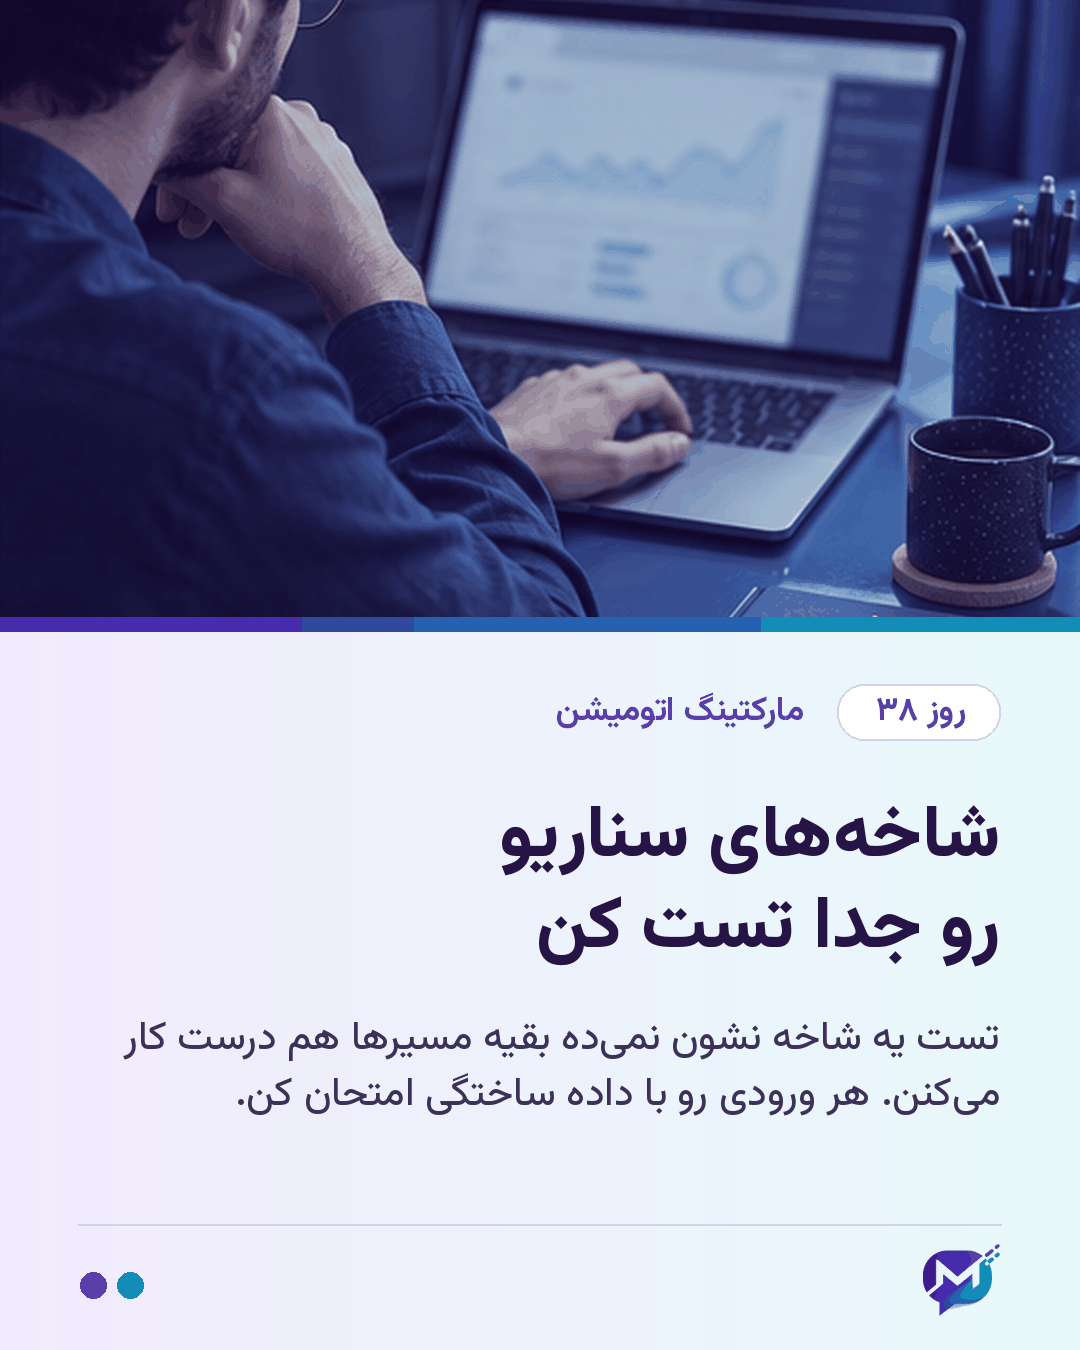 روز ۳۸
مارکتینگ اتومیشن
شاخه‌های سناریو
رو جدا تست کن
تست یه شاخه نشون نمی‌ده بقیه مسیرها هم درست کار
می‌کنن. هر ورودی رو با داده ساختگی امتحان کن.